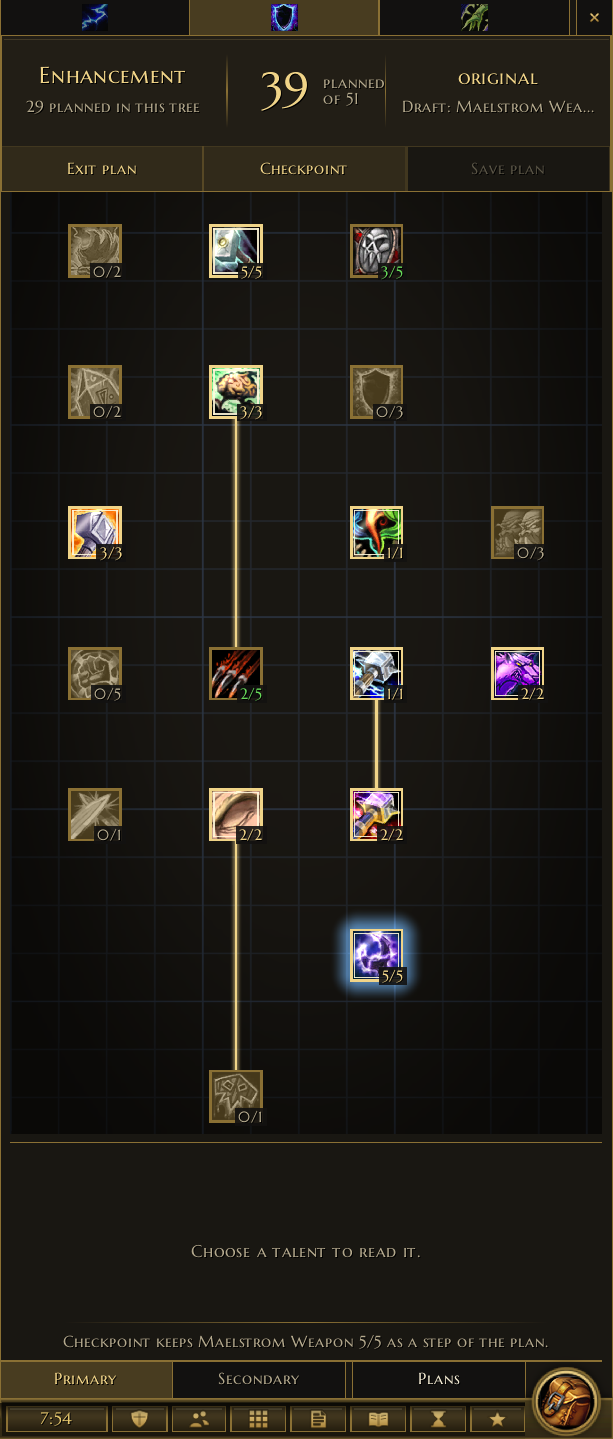 Enhancement
29 planned in this tree
39 planned of 51
original
Draft: Maelstrom Wea...
Exit plan
Checkpoint
Save plan
0/2
5/5
3/5
0/2
3/3
0/3
3/3
1/1
0/3
0/5
2/5
1/1
2/2
0/1
2/2
2/2
5/5
0/1
Choose a talent to read it.
Checkpoint keeps Maelstrom Weapon 5/5 as a step of the plan.
Primary
Secondary
Plans
7:54